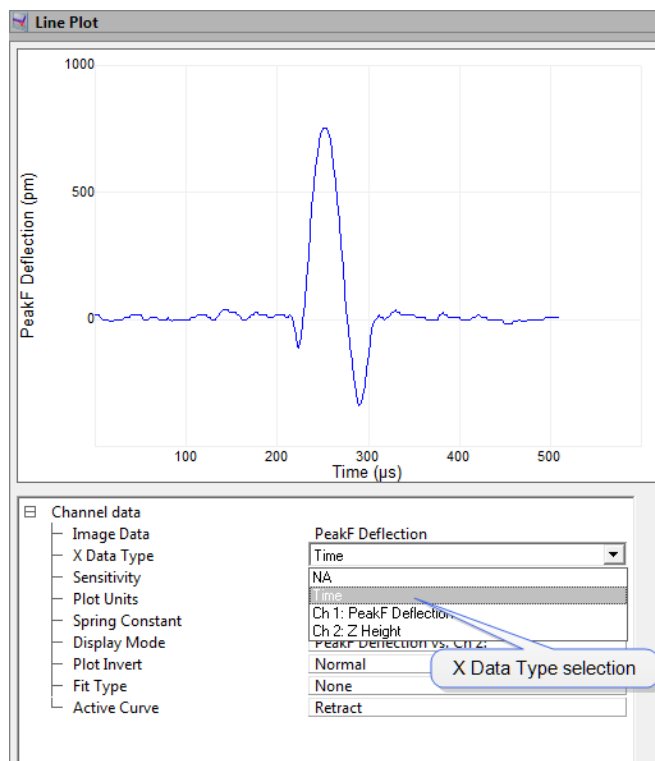 Line Plot
1000
500
0
PeakF Deflection (pm)
100 200 300 400 500
Time (µs)
Channel data
Image Data PeakF Deflection
X Data Type Time
Sensitivity NA
Plot Units Time
Spring Constant Ch 1: PeakF Deflection
Ch 2: Z Height
Display Mode PeakF Deflection vs. Ch 2:
Plot Invert Normal
X Data Type selection
Fit Type None
Active Curve Retract